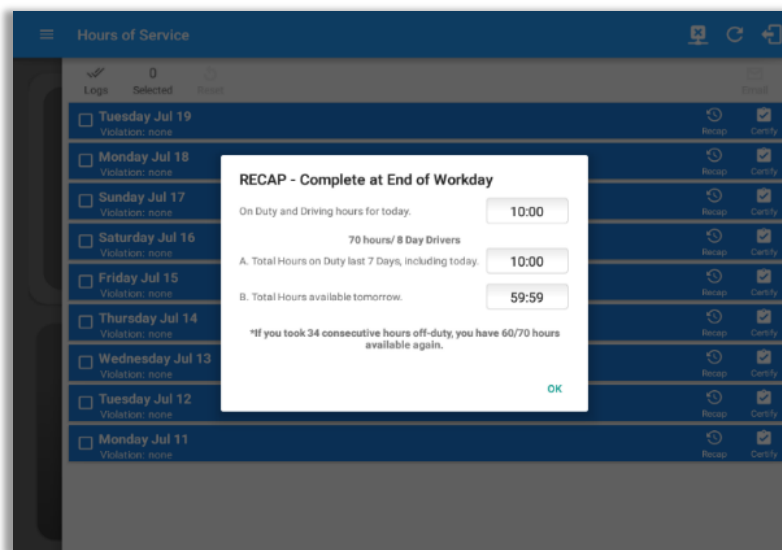 Hours of Service
Logs
0
Selected
Reset
Email
Tuesday Jul 19
Violation: none
Recap
Certify
Monday Jul 18
Violation: none
Recap
Certify
Sunday Jul 17
Violation: none
Recap
Certify
Saturday Jul 16
Violation: none
Recap
Certify
Friday Jul 15
Violation: none
Recap
Certify
Thursday Jul 14
Violation: none
Recap
Certify
Wednesday Jul 13
Violation: none
Recap
Certify
Tuesday Jul 12
Violation: none
Recap
Certify
Monday Jul 11
Violation: none
Recap
Certify
RECAP - Complete at End of Workday
On Duty and Driving hours for today.
10:00
70 hours/ 8 Day Drivers
A. Total Hours on Duty last 7 Days, including today.
10:00
B. Total Hours available tomorrow.
59:59
*If you took 34 consecutive hours off-duty, you have 60/70 hours
available again.
OK